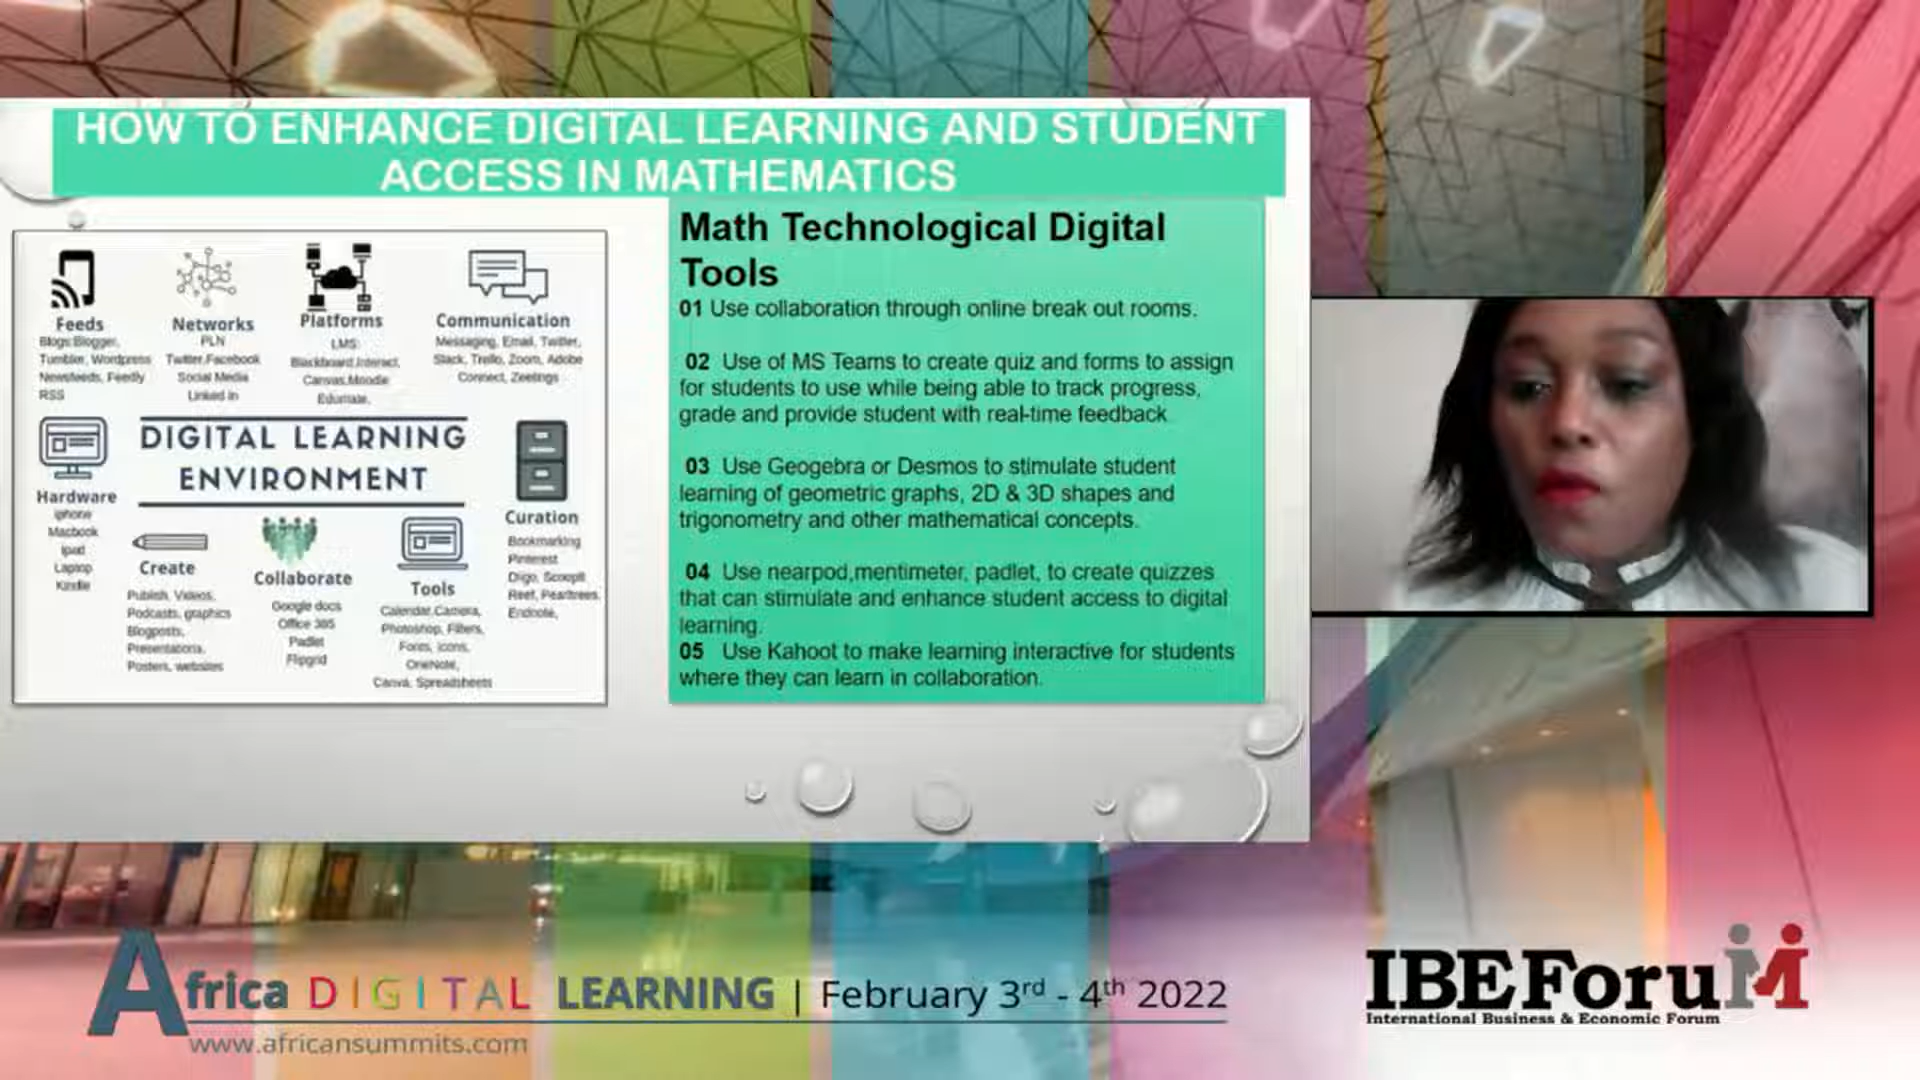 HOW TO ENHANCE DIGITAL LEARNING AND STUDENT
ACCESS IN MATHEMATICS
Feeds
Blogs:Blogger,
Tumbler, Wordpress
Newsfeeds, Feedly
RSS
Networks
PLN
Twitter,Facebook
Social Media
Linked in
Platforms
LMS:
Blackboard,Interact,
Canvas,Moodle
Edumate,
Communication
Messaging, Email, Twitter,
Slack, Trello, Zoom, Adobe
Connect, Zeetings
DIGITAL LEARNING
ENVIRONMENT
Hardware
iphone
Macbook
Ipad
Laptop
Kindle
Create
Publish, Videos,
Podcasts, graphics
Blogposts,
Presentations,
Posters, websites
Collaborate
Google docs
Office 365
Padlet
Flipgrid
Tools
Calendar,Camera,
Photoshop, Filters,
Fonts, icons,
OneNote,
Canva, Spreadsheets
Curation
Bookmarking
Pinterest
Diigo, ScoopIt
Reef, Pearltrees,
Endnote,
Math Technological Digital
Tools
01 Use collaboration through online break out rooms.
02 Use of MS Teams to create quiz and forms to assign
for students to use while being able to track progress,
grade and provide student with real-time feedback
03 Use Geogebra or Desmos to stimulate student
learning of geometric graphs, 2D & 3D shapes and
trigonometry and other mathematical concepts.
04 Use nearpod,mentimeter, padlet, to create quizzes
that can stimulate and enhance student access to digital
learning.
05 Use Kahoot to make learning interactive for students
where they can learn in collaboration.
Africa DIGITAL LEARNING | February 3rd - 4th 2022
www.africansummits.com
IBEForuM
International Business & Economic Forum